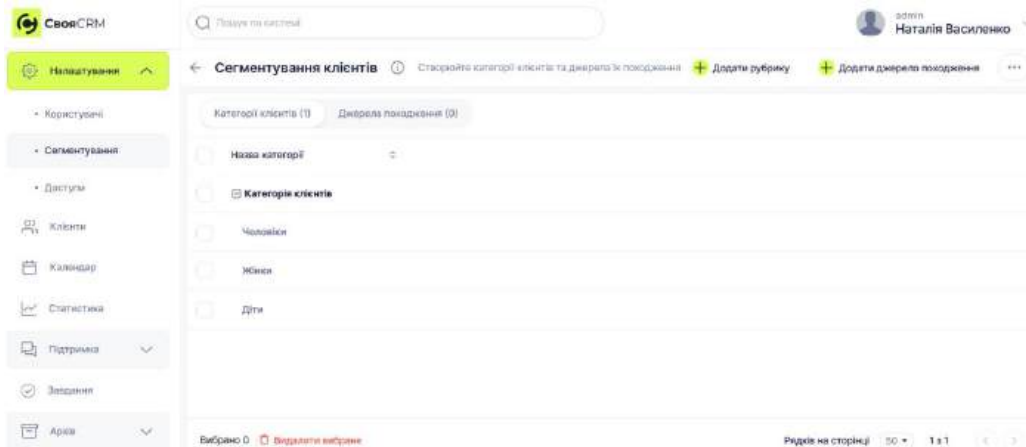 СвояCRM
Пошук по системі
admin
Наталія Василенко
Налаштування
Користувачі
Сегментування
Доступи
Клієнти
Календар
Статистика
Підтримка
Завдання
Архів
Сегментування клієнтів
Створюйте категорії клієнтів та джерела їх походження
Додати рубрику
Додати джерело походження
Категорії клієнтів (1)
Джерела походження (0)
Назва категорії
Категорія клієнтів
Чоловіки
Жінки
Діти
Вибрано 0
Видалити вибране
Рядків на сторінці
50
1 з 1